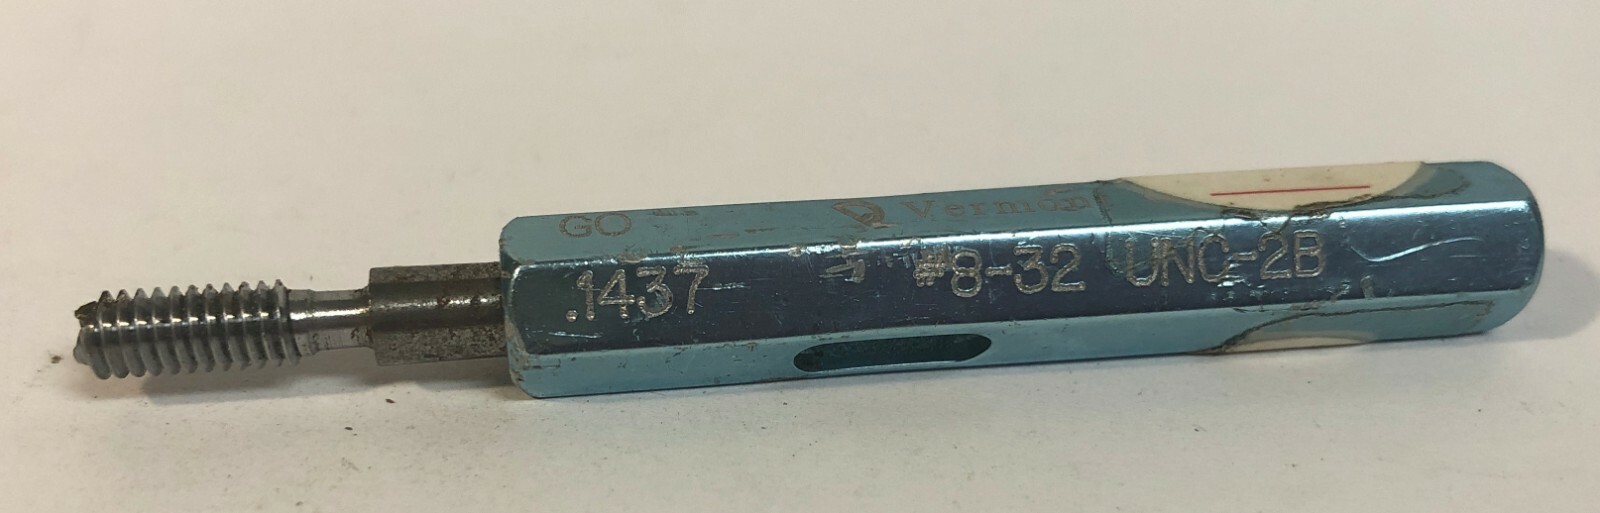 GO Vermont
.1437 #8-32 UNC-2B